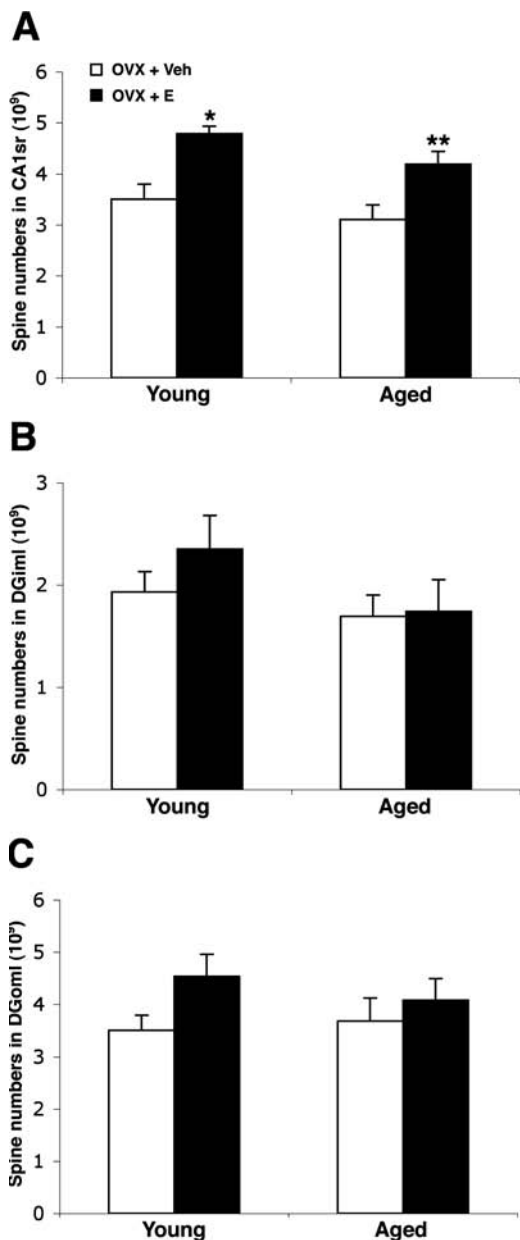 A
OVX + Veh
OVX + E
Spine numbers in CA1sr (10⁹)
6
5
4
3
2
1
0
*
**
Young Aged
B
Spine numbers in DGiml (10⁹)
3
2
1
0
Young Aged
C
Spine numbers in DGoml (10⁹)
6
5
4
3
2
1
0
Young Aged